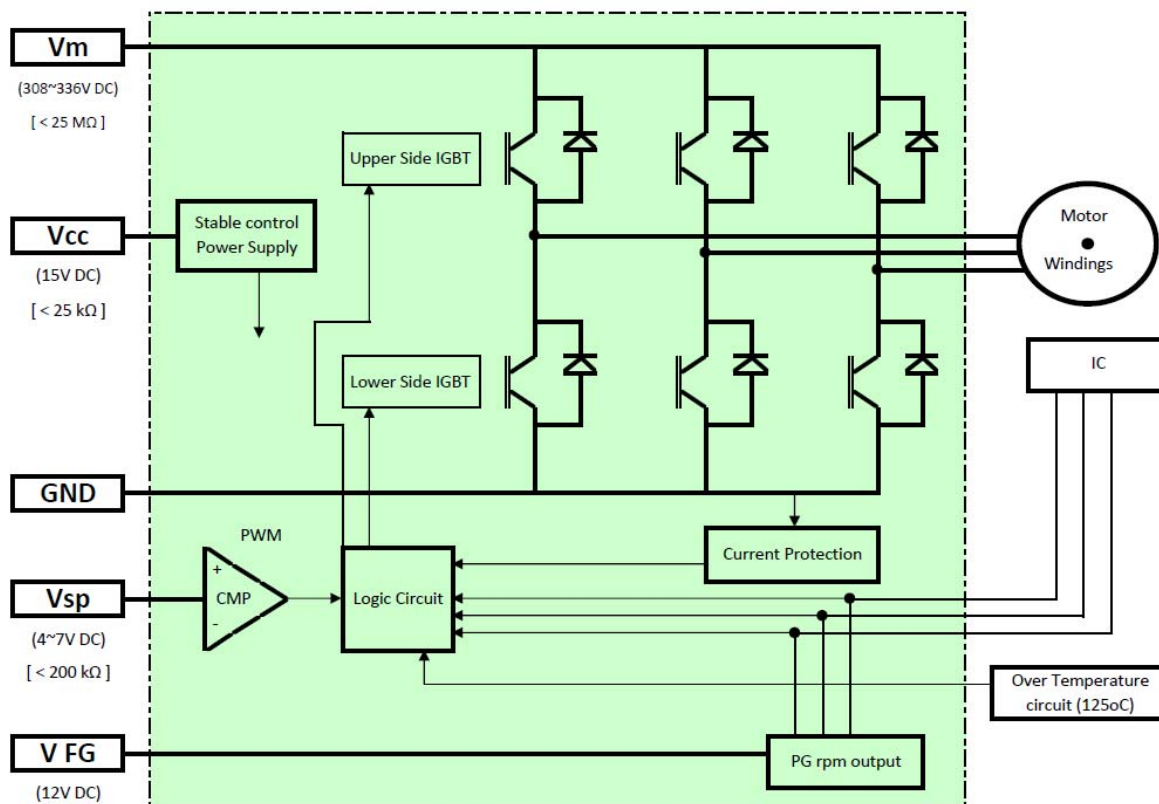 Vm
(308~336V DC)
[ < 25 MΩ ]
Upper Side IGBT
Vcc
(15V DC)
[ < 25 kΩ ]
Stable control
Power Supply
Motor
Windings
Lower Side IGBT
IC
GND
PWM
Current Protection
Vsp
(4~7V DC)
[ < 200 kΩ ]
+
CMP
-
Logic Circuit
Over Temperature
circuit (125oC)
V FG
(12V DC)
PG rpm output